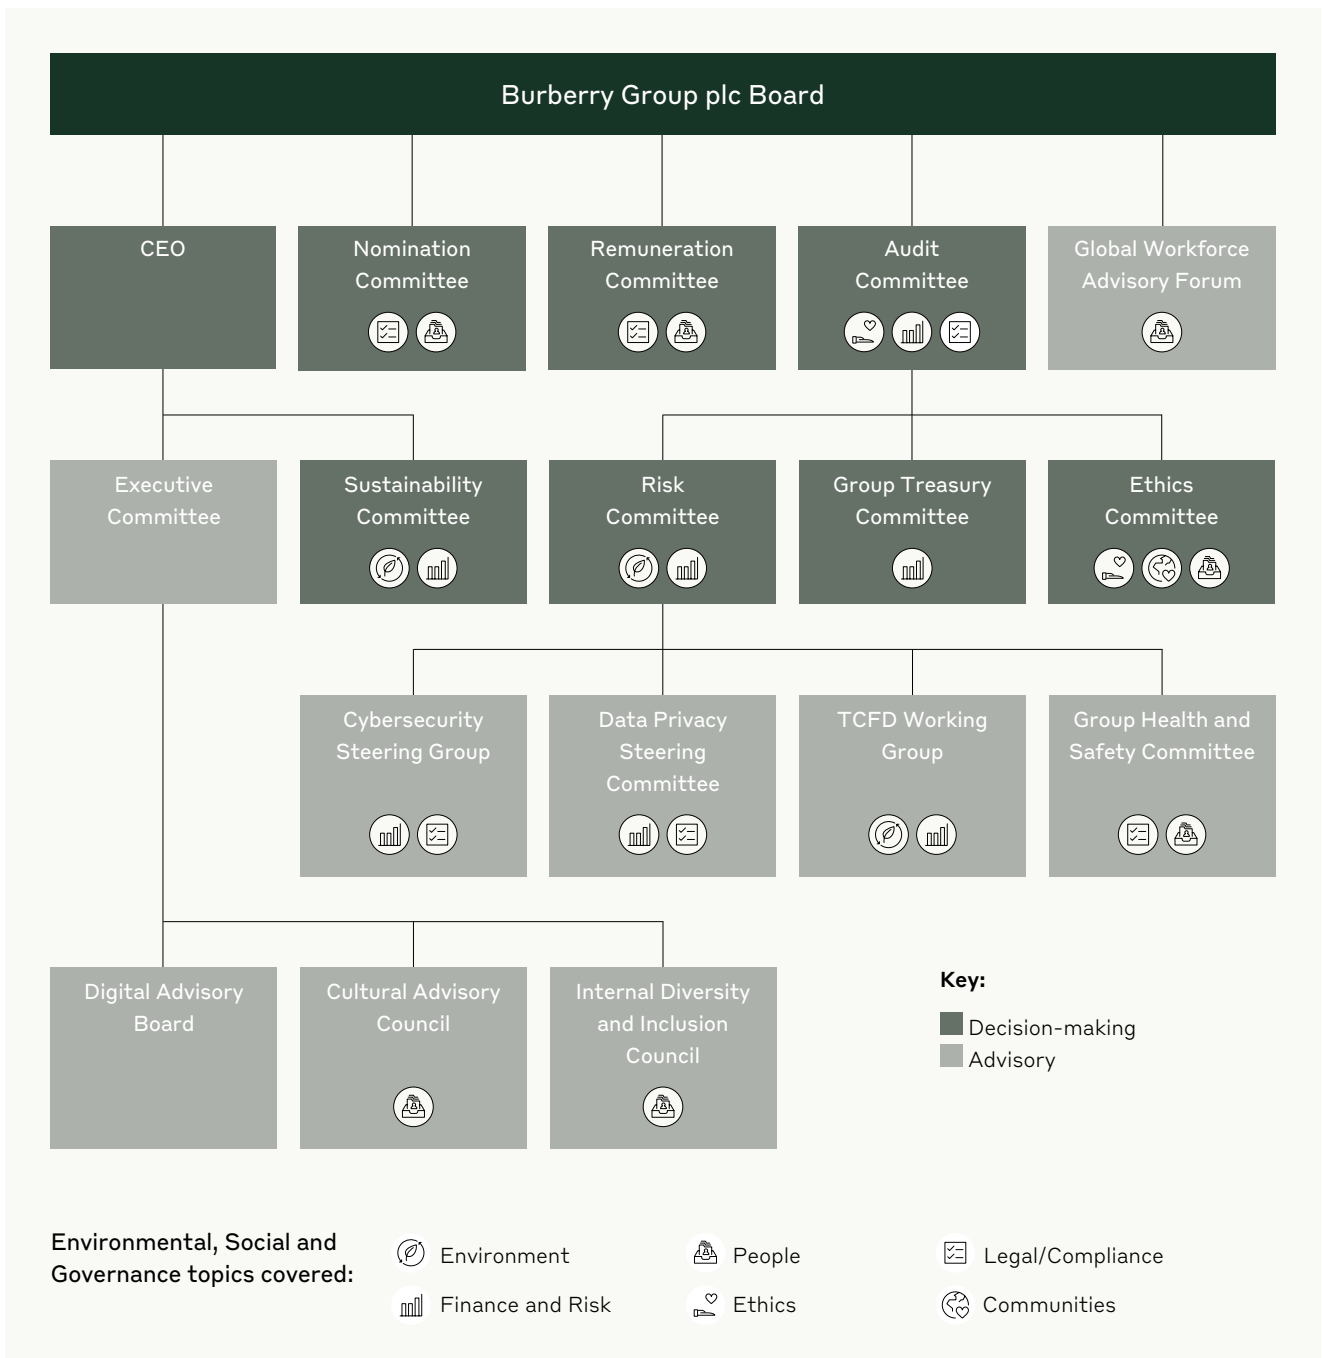 Burberry Group plc Board
CEO
Nomination
Committee
Remuneration
Committee
Audit
Committee
Global Workforce
Advisory Forum
Executive
Committee
Sustainability
Committee
Risk
Committee
Group Treasury
Committee
Ethics
Committee
Cybersecurity
Steering Group
Data Privacy
Steering
Committee
TCFD Working
Group
Group Health and
Safety Committee
Digital Advisory
Board
Cultural Advisory
Council
Internal Diversity
and Inclusion
Council
Key:
Decision-making
Advisory
Environmental, Social and
Governance topics covered:
Environment
People
Legal/Compliance
Finance and Risk
Ethics
Communities